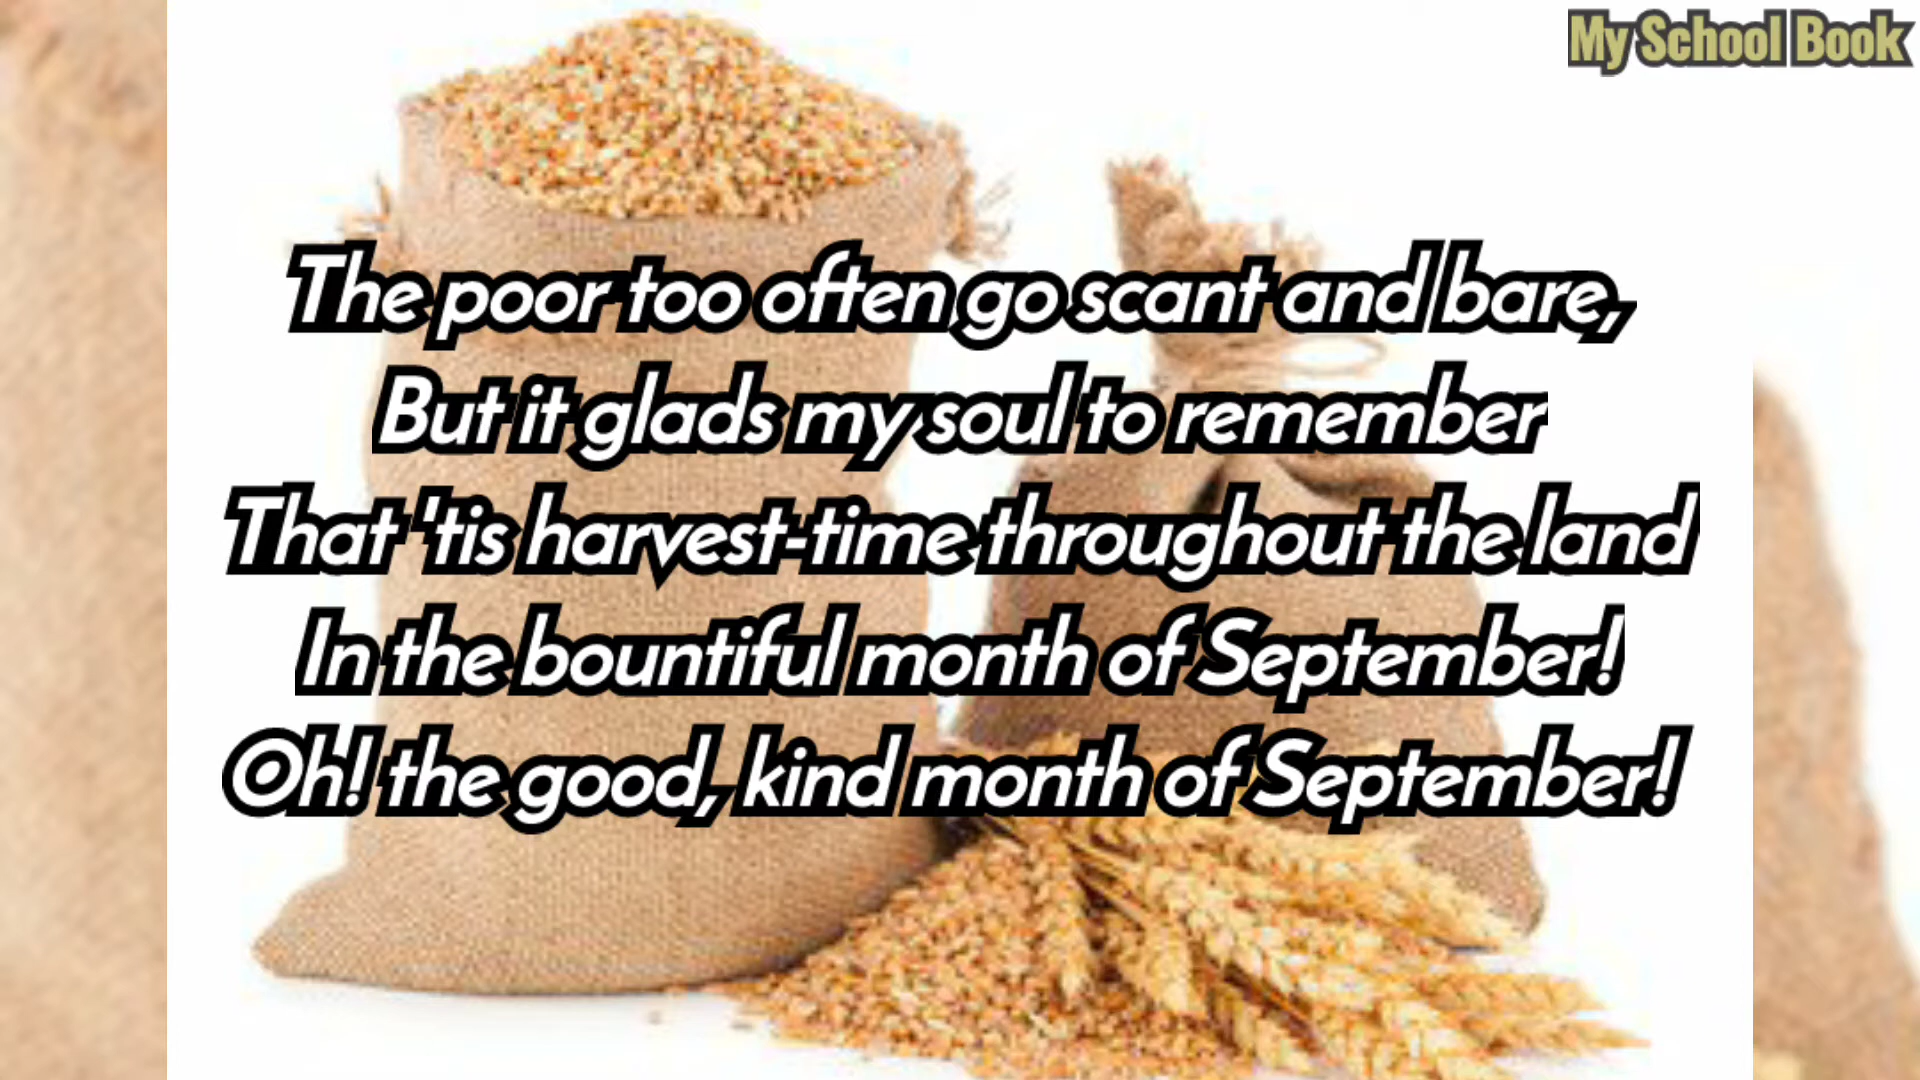 My School Book
The poor too often go scant and bare,
But it glads my soul to remember
That 'tis harvest-time throughout the land
In the bountiful month of September!
Oh! the good, kind month of September!